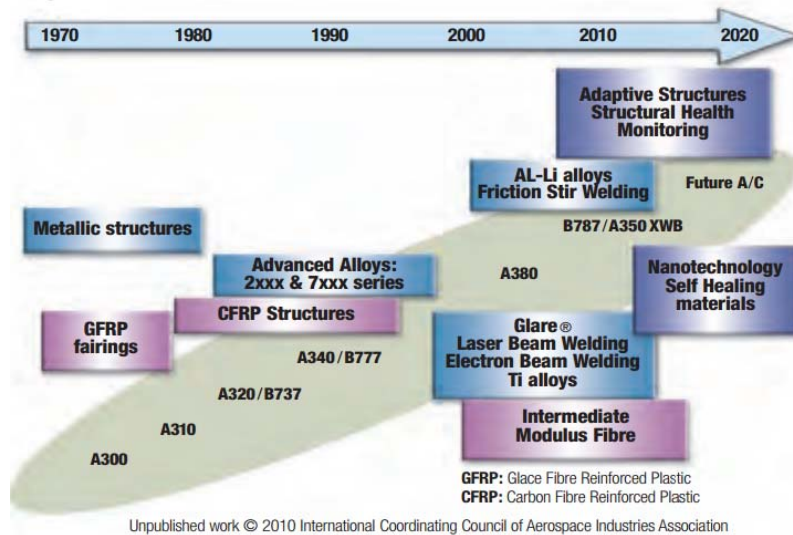 1970 1980 1990 2000 2010 2020
Adaptive Structures
Structural Health
Monitoring
AL-Li alloys
Friction Stir Welding
Future A/C
Metallic structures
B787/A350 XWB
Advanced Alloys:
2xxx & 7xxx series
A380
Nanotechnology
Self Healing
materials
CFRP Structures
GFRP
fairings
Glare®
Laser Beam Welding
Electron Beam Welding
Ti alloys
A340/B777
A320/B737
Intermediate
Modulus Fibre
A310
A300
GFRP: Glace Fibre Reinforced Plastic
CFRP: Carbon Fibre Reinforced Plastic
Unpublished work © 2010 International Coordinating Council of Aerospace Industries Association